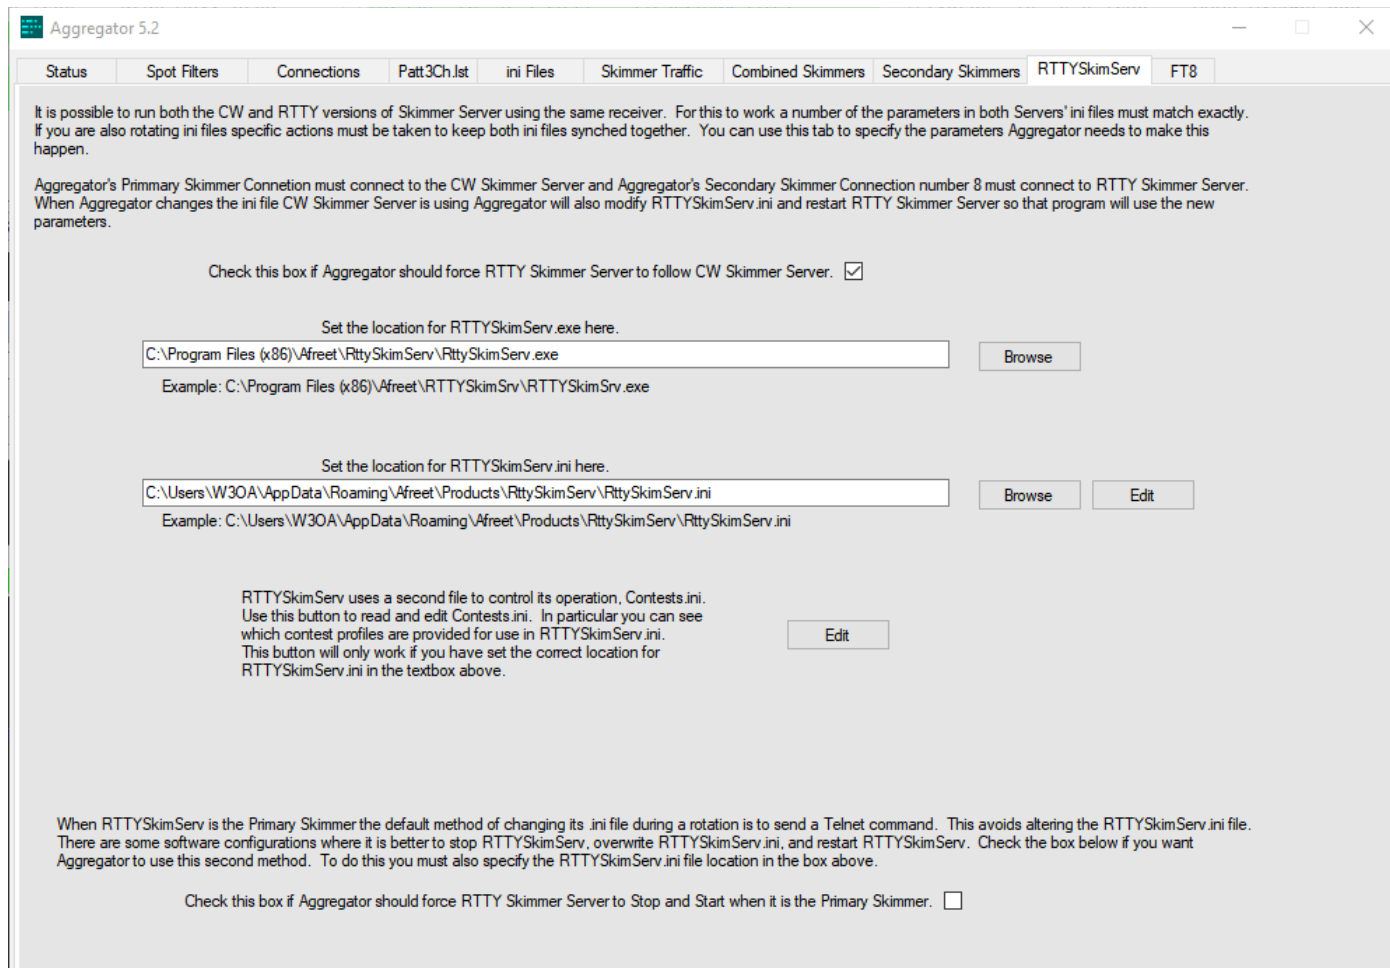 Aggregator 5.2
Status Spot Filters Connections Patt3Ch.lst ini Files Skimmer Traffic Combined Skimmers Secondary Skimmers RTTYSkimServ FT8
It is possible to run both the CW and RTTY versions of Skimmer Server using the same receiver. For this to work a number of the parameters in both Servers' ini files must match exactly.
If you are also rotating ini files specific actions must be taken to keep both ini files synched together. You can use this tab to specify the parameters Aggregator needs to make this
happen.
Aggregator's Primmary Skimmer Connetion must connect to the CW Skimmer Server and Aggregator's Secondary Skimmer Connection number 8 must connect to RTTY Skimmer Server.
When Aggregator changes the ini file CW Skimmer Server is using Aggregator will also modify RTTYSkimServ.ini and restart RTTY Skimmer Server so that program will use the new
parameters.
Check this box if Aggregator should force RTTY Skimmer Server to follow CW Skimmer Server.
Set the location for RTTYSkimServ.exe here.
C:\Program Files (x86)\Afreet\RttySkimServ\RttySkimServ.exe Browse
Example: C:\Program Files (x86)\Afreet\RTTYSkimSrv\RTTYSkimSrv.exe
Set the location for RTTYSkimServ.ini here.
C:\Users\W3OA\AppData\Roaming\Afreet\Products\RttySkimServ\RttySkimServ.ini Browse Edit
Example: C:\Users\W3OA\AppData\Roaming\Afreet\Products\RttySkimServ\RttySkimServ.ini
RTTYSkimServ uses a second file to control its operation, Contests.ini.
Use this button to read and edit Contests.ini. In particular you can see
which contest profiles are provided for use in RTTYSkimServ.ini.
This button will only work if you have set the correct location for
RTTYSkimServ.ini in the textbox above.
Edit
When RTTYSkimServ is the Primary Skimmer the default method of changing its .ini file during a rotation is to send a Telnet command. This avoids altering the RTTYSkimServ.ini file.
There are some software configurations where it is better to stop RTTYSkimServ, overwrite RTTYSkimServ.ini, and restart RTTYSkimServ. Check the box below if you want
Aggregator to use this second method. To do this you must also specify the RTTYSkimServ.ini file location in the box above.
Check this box if Aggregator should force RTTY Skimmer Server to Stop and Start when it is the Primary Skimmer.